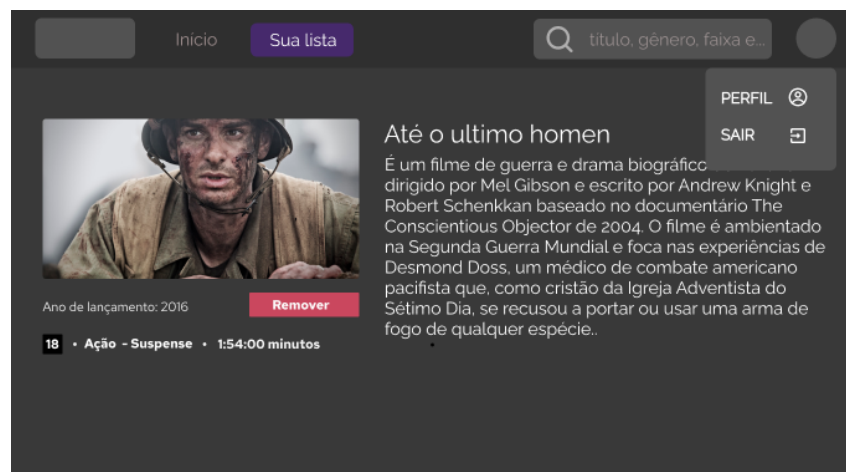 Início
Sua lista
título, gênero, faixa e...
PERFIL
SAIR
Até o ultimo homen
É um filme de guerra e drama biográfico
dirigido por Mel Gibson e escrito por Andrew Knight e
Robert Schenkkan baseado no documentário The
Conscientious Objector de 2004. O filme é ambientado
na Segunda Guerra Mundial e foca nas experiências de
Desmond Doss, um médico de combate americano
pacifista que, como cristão da Igreja Adventista do
Sétimo Dia, se recusou a portar ou usar uma arma de
fogo de qualquer espécie..
Ano de lançamento: 2016
Remover
18 • Ação - Suspense • 1:54:00 minutos